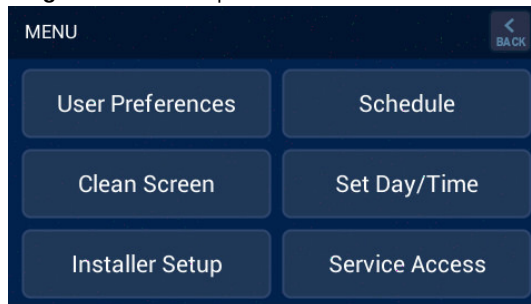 MENU
BACK
User Preferences
Schedule
Clean Screen
Set Day/Time
Installer Setup
Service Access